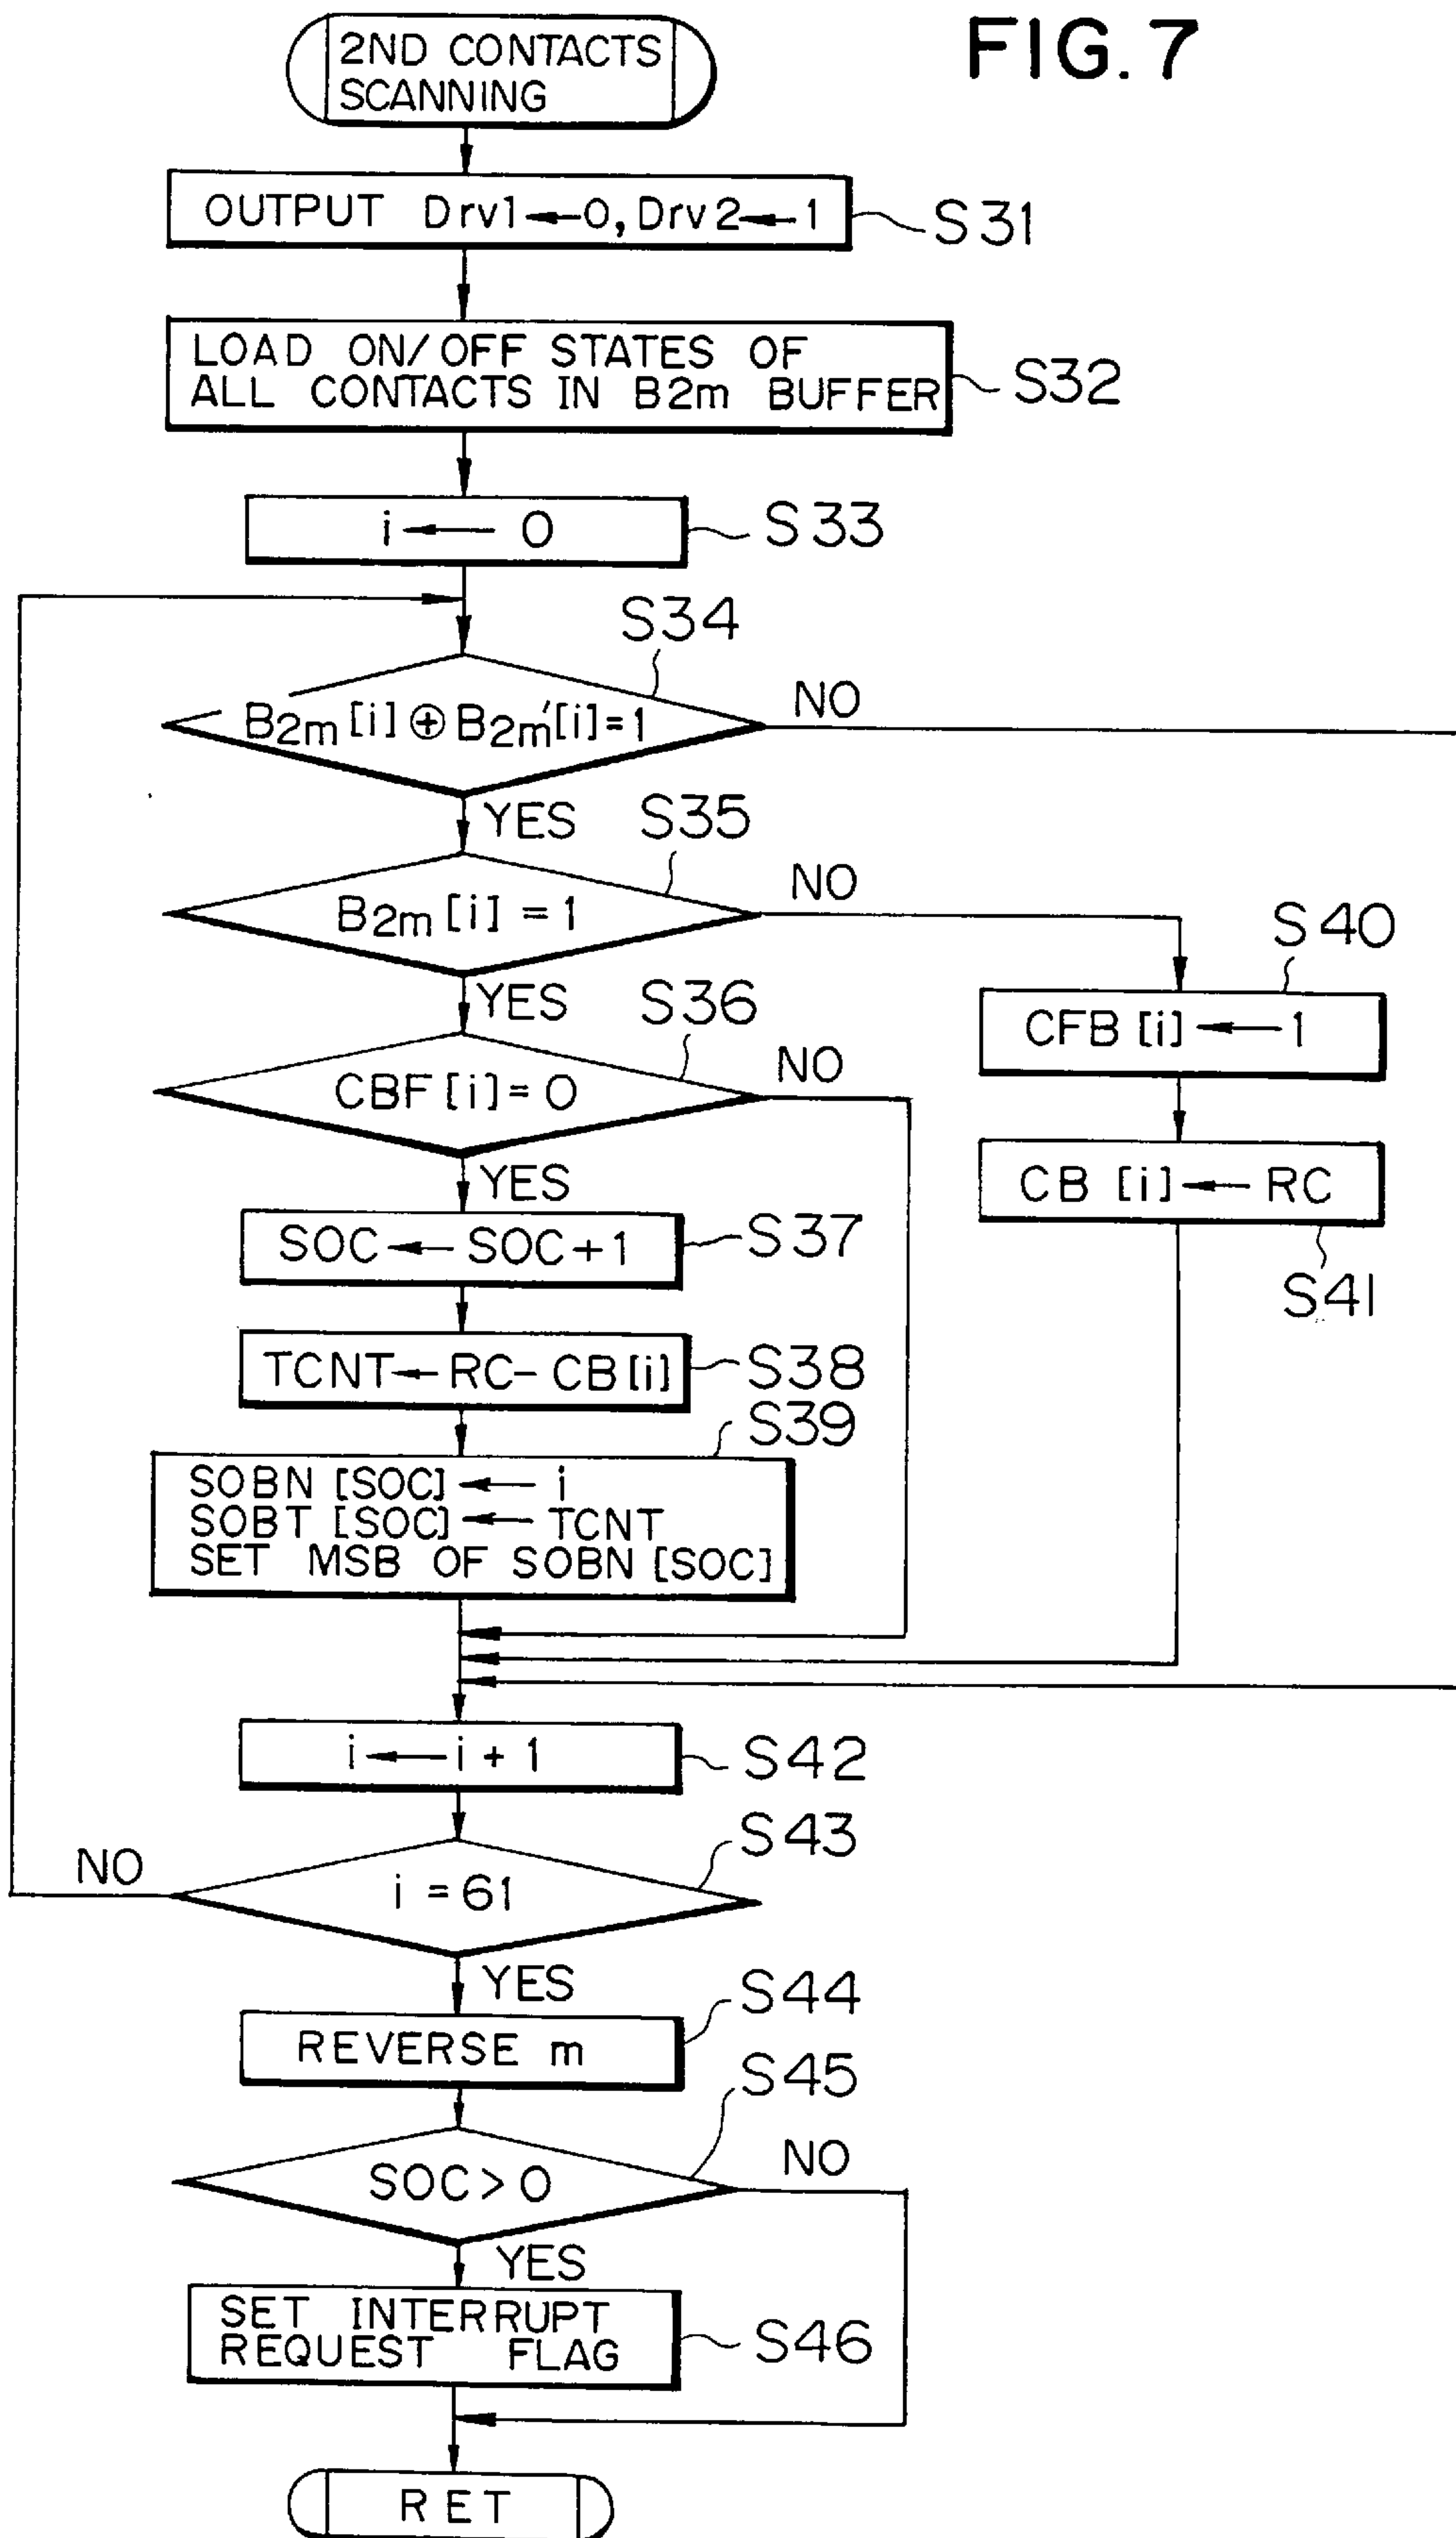 FIG. 7
2ND CONTACTS
SCANNING
OUTPUT Drv1←0, Drv2←1
S31
LOAD ON/OFF STATES OF
ALL CONTACTS IN B2m BUFFER
S32
i ← 0
S33
S34
B2m [i] ⊕ B2m' [i] = 1
NO
YES
S35
B2m [i] = 1
NO
YES
S40
CFB [i] ← 1
S36
CBF [i] = 0
NO
YES
CB [i] ← RC
S41
SOC ← SOC + 1
S37
TCNT ← RC - CB [i]
S38
S39
SOBN [SOC] ← i
SOBT [SOC] ← TCNT
SET MSB OF SOBN [SOC]
i ← i + 1
S42
S43
i = 61
NO
YES
S44
REVERSE m
S45
SOC > 0
NO
YES
SET INTERRUPT
REQUEST FLAG
S46
RET